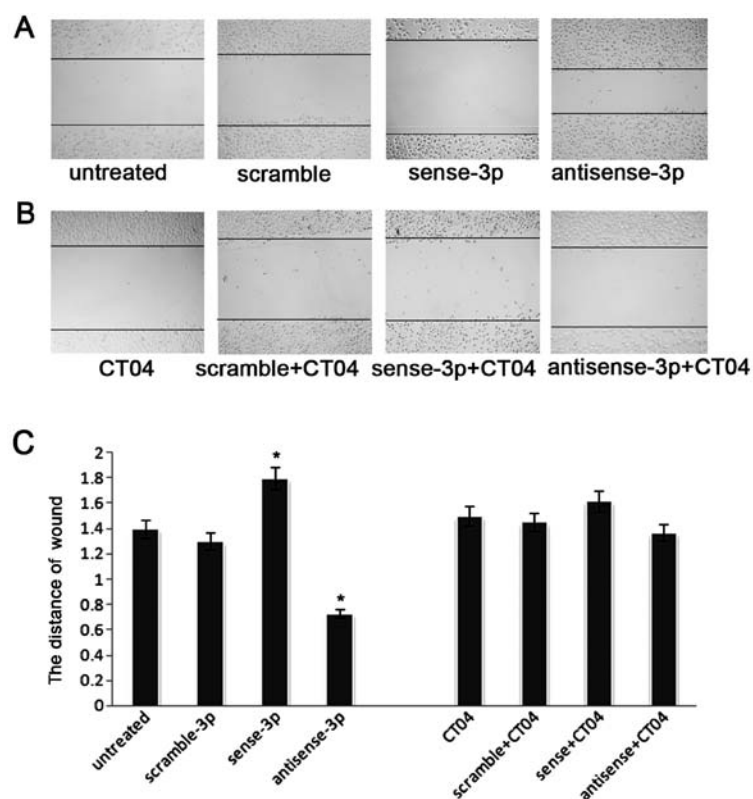 A
untreated scramble sense-3p antisense-3p
B
CT04 scramble+CT04 sense-3p+CT04 antisense-3p+CT04
C
The distance of wound
2
1.8
1.6
1.4
1.2
1
0.8
0.6
0.4
0.2
0
* *
untreated scramble-3p sense-3p antisense-3p CT04 scramble+CT04 sense+CT04 antisense+CT04